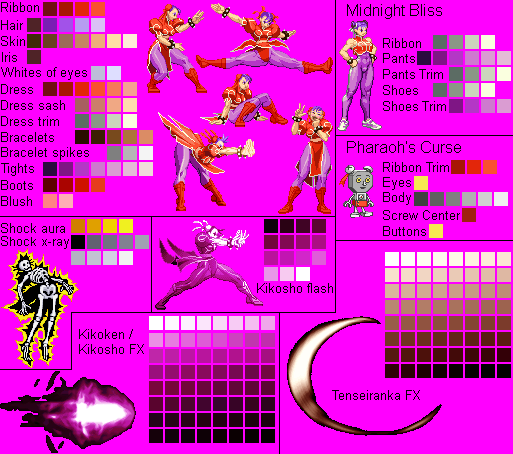 Ribbon
Hair
Skin
Iris
Whites of eyes
Dress
Dress sash
Dress trim
Bracelets
Bracelet spikes
Tights
Boots
Blush
Midnight Bliss
Ribbon
Pants
Pants Trim
Shoes
Shoes Trim
Pharaoh's Curse
Ribbon Trim
Eyes
Body
Screw Center
Buttons
Shock aura
Shock x-ray
Kikosho flash
Kikoken /
Kikosho FX
Tenseiranka FX